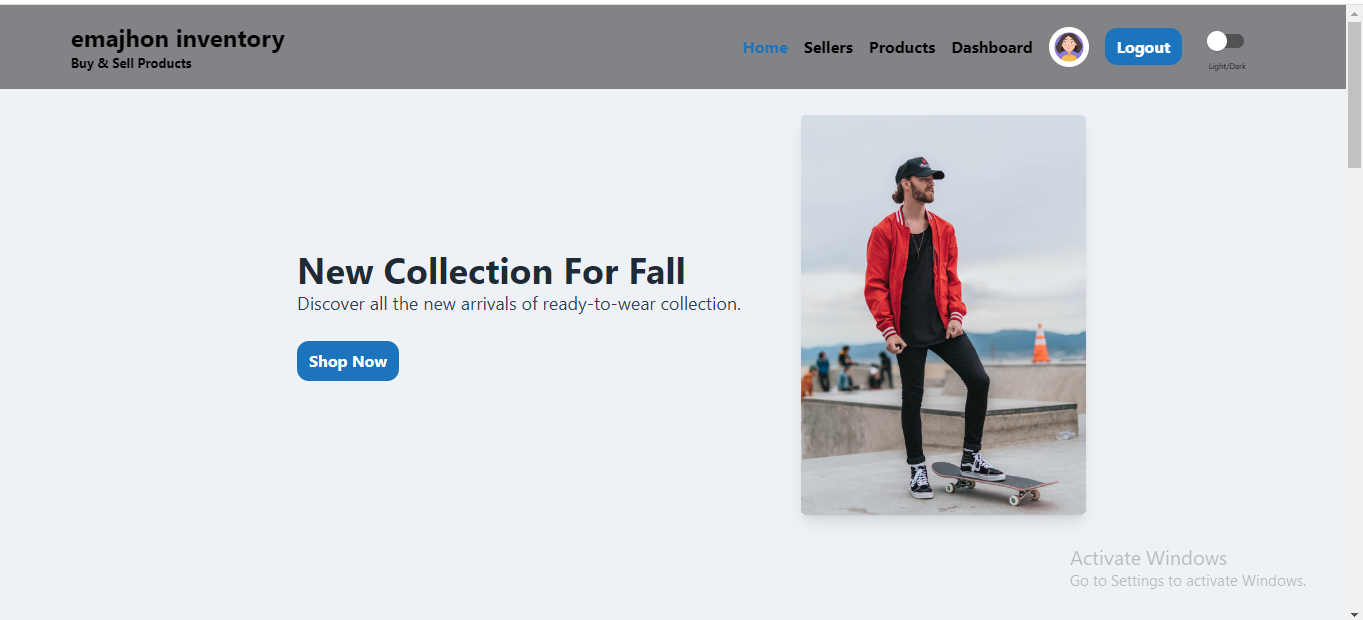 emajhon inventory
Buy & Sell Products
Home
Sellers
Products
Dashboard
Logout
Light/Dark
New Collection For Fall
Discover all the new arrivals of ready-to-wear collection.
Shop Now
Activate Windows
Go to Settings to activate Windows.